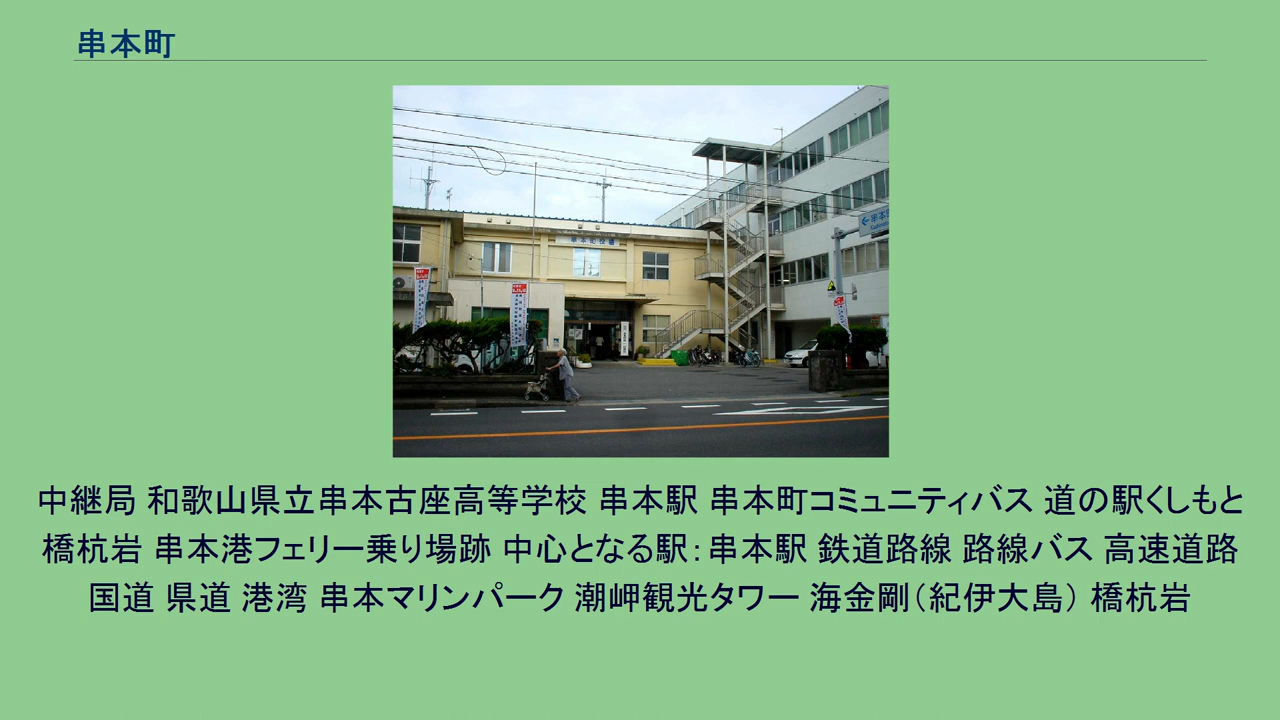 串本町
串本町役場
中継局 和歌山県立串本古座高等学校 串本駅 串本町コミュニティバス 道の駅くしもと
橋杭岩 串本港フェリー乗り場跡 中心となる駅：串本駅 鉄道路線 路線バス 高速道路
国道 県道 港湾 串本マリンパーク 潮岬観光タワー 海金剛（紀伊大島） 橋杭岩